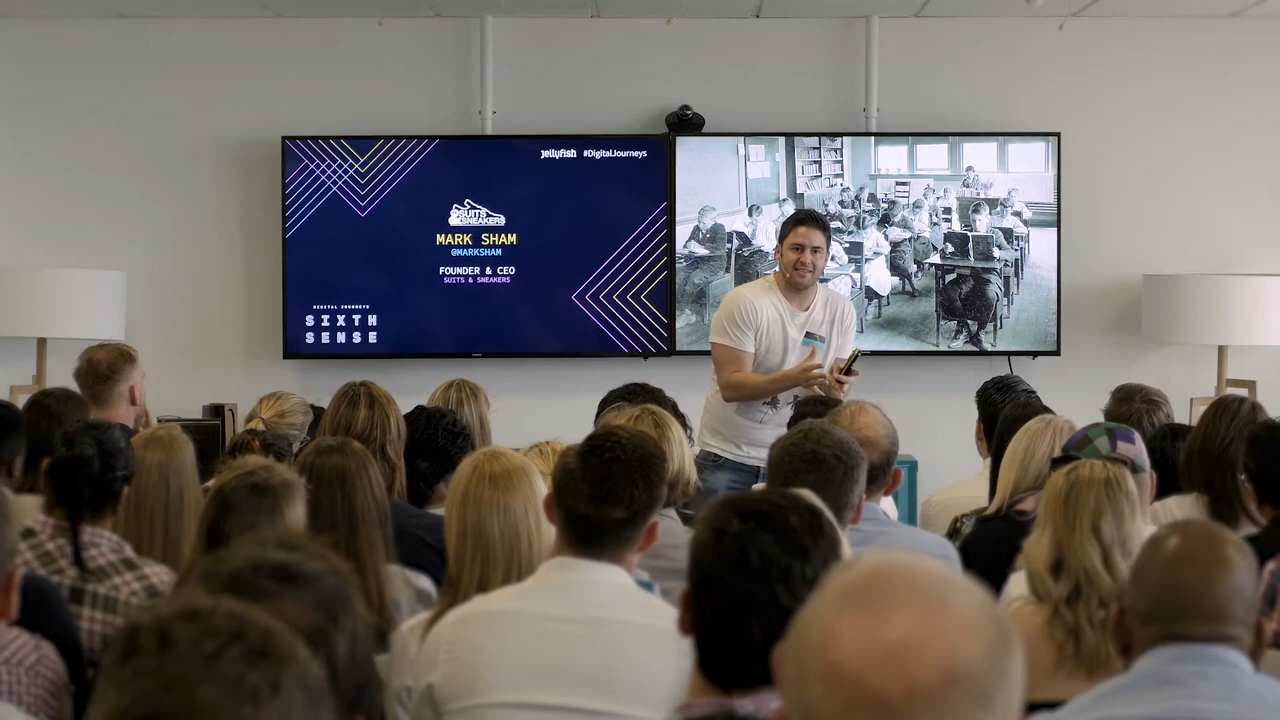 jellyfish #DigitalJourneys
SUITS
SNEAKERS
MARK SHAM
@MARKSHAM
FOUNDER & CEO
SUITS & SNEAKERS
DIGITAL JOURNEYS
SIXTH
SENSE